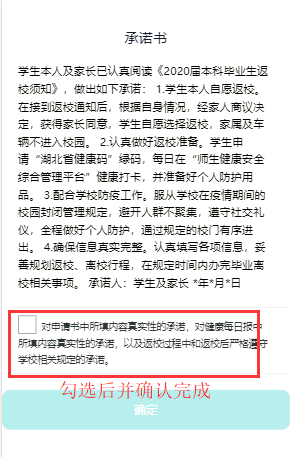 承诺书
学生本人及家长已认真阅读《2020届本科毕业生返
校须知》，做出如下承诺： 1.学生本人自愿返校。
在接到返校通知后，根据自身情况，经家人商议决
定，获得家长同意，学生自愿选择返校，家属及车
辆不进入校园。 2.认真做好返校准备。学生申
请“湖北省健康码”绿码，每日在“师生健康安全
综合管理平台”健康打卡，并准备好个人防护用
品。 3.配合学校防疫工作。服从学校在疫情期间的
校园封闭管理规定，避开人群不聚集，遵守社交礼
仪，全程做好个人防护，通过规定的校门有序进
出。 4.确保信息真实完整。认真填写各项信息，妥
善规划返校、离校行程，在规定时间内办完毕业离
校相关事项。 承诺人：学生及家长 *年*月*日
对申请书中所填内容真实性的承诺，对健康每日报中
所填内容真实性的承诺，以及返校过程中和返校后严格遵守
学校相关规定的承诺。
勾选后并确认完成
确定